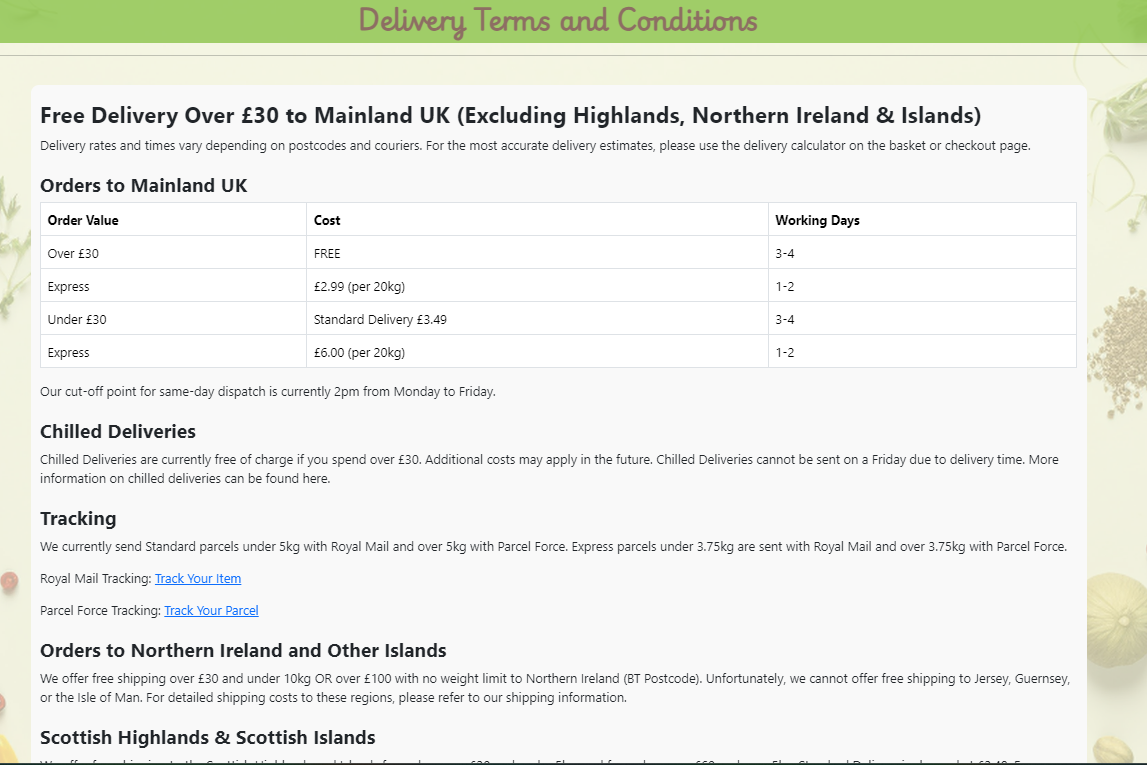 Delivery Terms and Conditions
Free Delivery Over £30 to Mainland UK (Excluding Highlands, Northern Ireland & Islands)
Delivery rates and times vary depending on postcodes and couriers. For the most accurate delivery estimates, please use the delivery calculator on the basket or checkout page.
Orders to Mainland UK
Order Value Cost Working Days
Over £30 FREE 3-4
Express £2.99 (per 20kg) 1-2
Under £30 Standard Delivery £3.49 3-4
Express £6.00 (per 20kg) 1-2
Our cut-off point for same-day dispatch is currently 2pm from Monday to Friday.
Chilled Deliveries
Chilled Deliveries are currently free of charge if you spend over £30. Additional costs may apply in the future. Chilled Deliveries cannot be sent on a Friday due to delivery time. More
information on chilled deliveries can be found here.
Tracking
We currently send Standard parcels under 5kg with Royal Mail and over 5kg with Parcel Force. Express parcels under 3.75kg are sent with Royal Mail and over 3.75kg with Parcel Force.
Royal Mail Tracking: Track Your Item
Parcel Force Tracking: Track Your Parcel
Orders to Northern Ireland and Other Islands
We offer free shipping over £30 and under 10kg OR over £100 with no weight limit to Northern Ireland (BT Postcode). Unfortunately, we cannot offer free shipping to Jersey, Guernsey,
or the Isle of Man. For detailed shipping costs to these regions, please refer to our shipping information.
Scottish Highlands & Scottish Islands